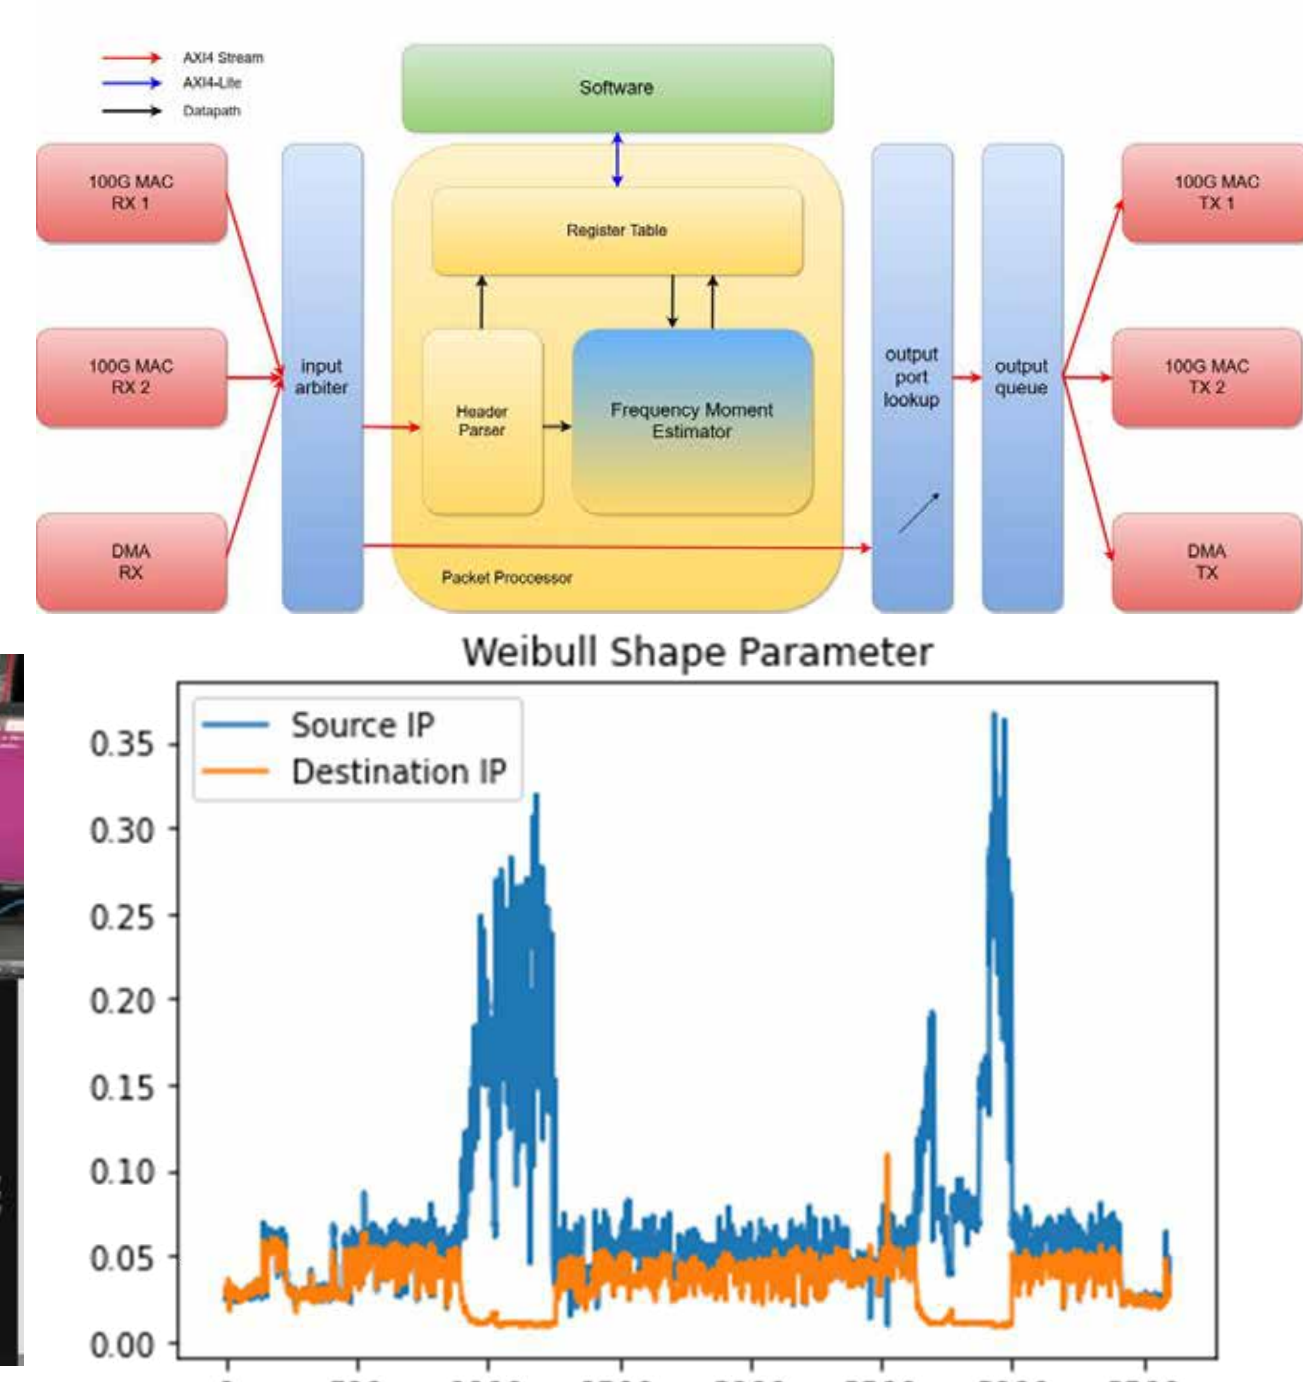 AXI4 Stream
AXI4-Lite
Datapath
Software
100G MAC
RX 1
100G MAC
RX 2
DMA
RX
input
arbiter
Register Table
Header
Parser
Frequency Moment
Estimator
Packet Proccessor
output
port
lookup
output
queue
100G MAC
TX 1
100G MAC
TX 2
DMA
TX
Weibull Shape Parameter
Source IP
Destination IP
0.35
0.30
0.25
0.20
0.15
0.10
0.05
0.00